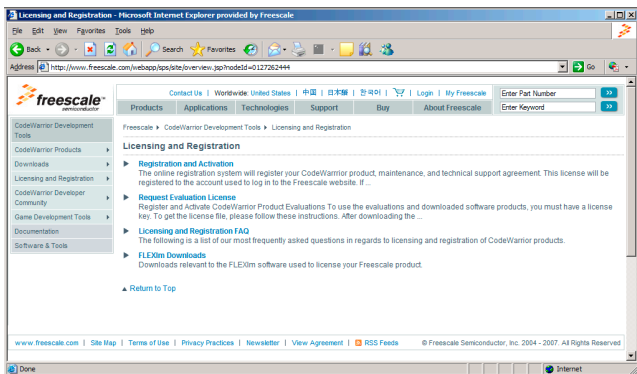 Licensing and Registration - Microsoft Internet Explorer provided by Freescale
File Edit View Favorites Tools Help
Back Search Favorites
Address http://www.freescale.com/webapp/sps/site/overview.jsp?nodeId=0127262444 Go
freescale™
semiconductor
Contact Us | Worldwide: United States | 中国 | 日本語 | 한국어 | | Login | My Freescale
Enter Part Number
Products Applications Technologies Support Buy About Freescale
Enter Keyword
CodeWarrior Development Tools
CodeWarrior Products
Downloads
Licensing and Registration
CodeWarrior Developer Community
Game Development Tools
Documentation
Software & Tools
Freescale ▶ CodeWarrior Development Tools ▶ Licensing and Registration
Licensing and Registration
Registration and Activation
The online registration system will register your CodeWarrior product, maintenance, and technical support agreement. This license will be
registered to the account used to log in to the Freescale website. If ...
Request Evaluation License
Register and Activate CodeWarrior Product Evaluations To use the evaluations and downloaded software products, you must have a license
key. To get the license file, please follow these instructions. After downloading the ...
Licensing and Registration FAQ
The following is a list of our most frequently asked questions in regards to licensing and registration of CodeWarrior products.
FLEXlm Downloads
Downloads relevant to the FLEXlm software used to license your Freescale product.
Return to Top
www.freescale.com | Site Map | Terms of Use | Privacy Practices | Newsletter | View Agreement | RSS Feeds © Freescale Semiconductor, Inc. 2004 - 2007. All Rights Reserved
Done Internet